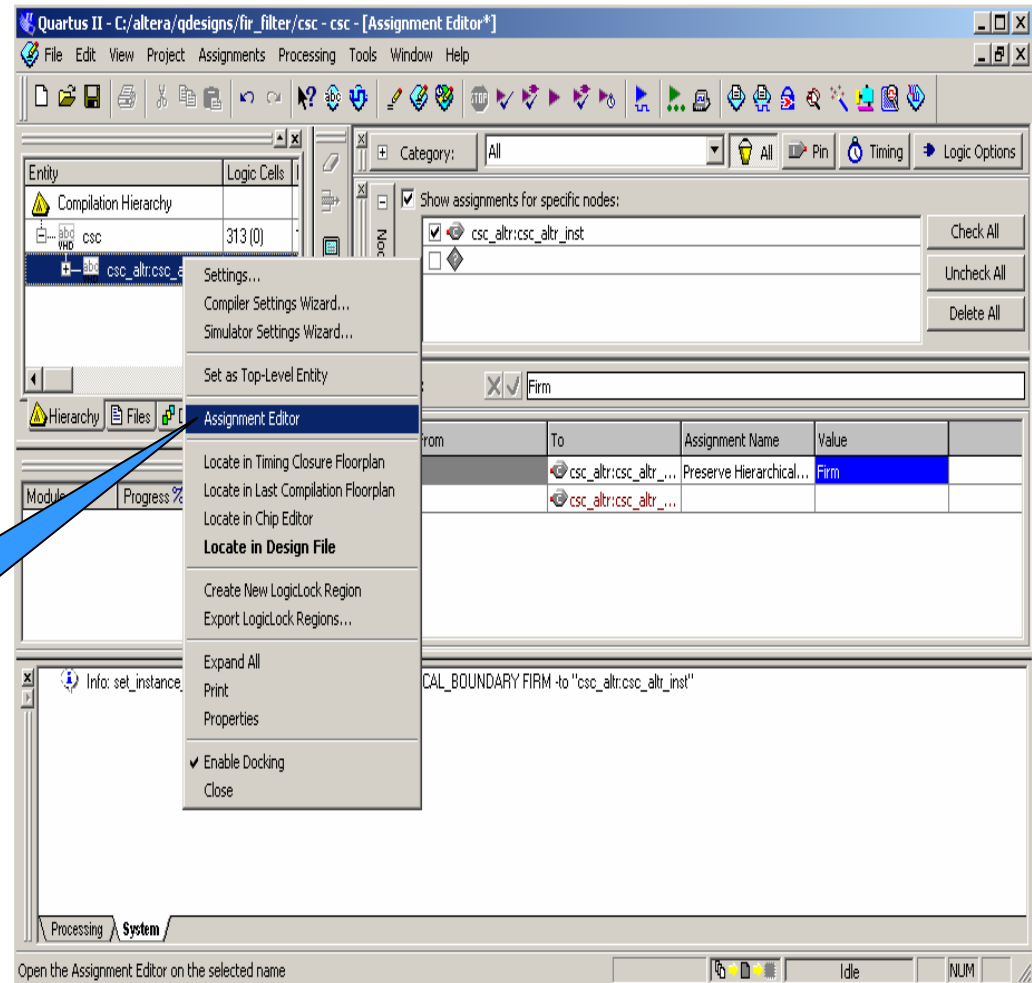 Quartus II - C:/altera/qdesigns/fir_filter/csc - csc - [Assignment Editor*]
File Edit View Project Assignments Processing Tools Window Help
Category: All All Pin Timing Logic Options
Entity Logic Cells
Compilation Hierarchy
Show assignments for specific nodes:
csc 313 (0)
csc_altr:csc_altr_inst
Check All
csc_altr:csc_a
Uncheck All
Delete All
Settings...
Compiler Settings Wizard...
Simulator Settings Wizard...
Set as Top-Level Entity
Assignment Editor
Locate in Timing Closure Floorplan
Locate in Last Compilation Floorplan
Locate in Chip Editor
Locate in Design File
Create New LogicLock Region
Export LogicLock Regions...
Expand All
Print
Properties
Enable Docking
Close
Firm
Hierarchy Files
To Assignment Name Value
csc_altr:csc_altr_... Preserve Hierarchical... Firm
csc_altr:csc_altr_...
Module Progress %
Info: set_instance_ CAL_BOUNDARY FIRM -to "csc_altr:csc_altr_inst"
Processing System
Open the Assignment Editor on the selected name Idle NUM